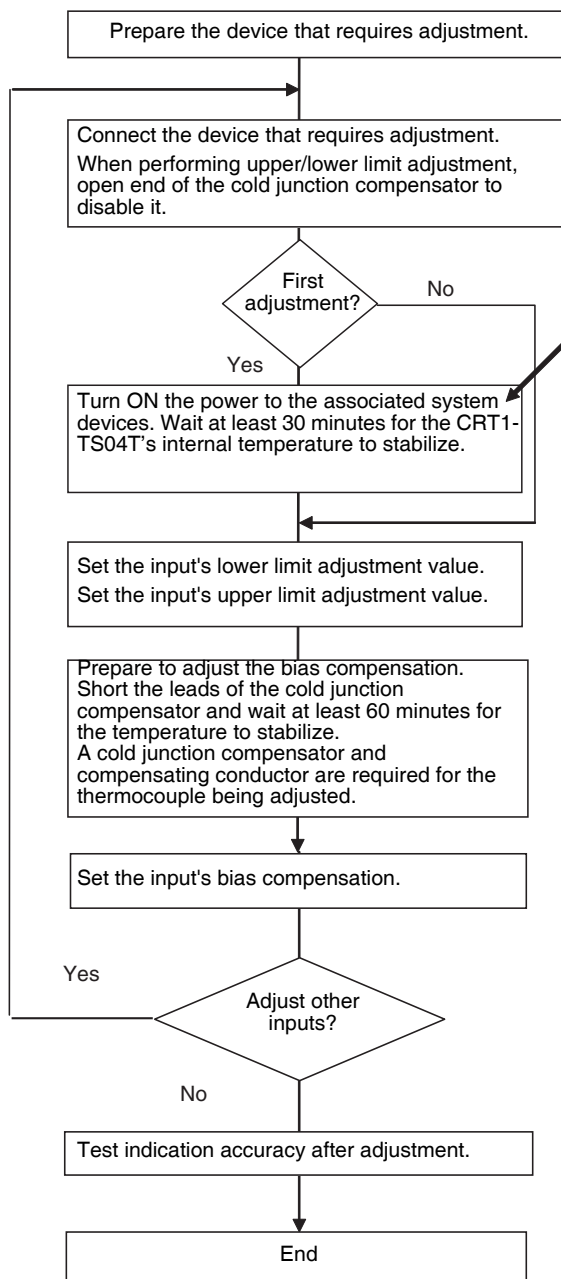 Prepare the device that requires adjustment.
Connect the device that requires adjustment.
When performing upper/lower limit adjustment,
open end of the cold junction compensator to
disable it.
First
adjustment?
No
Yes
Turn ON the power to the associated system
devices. Wait at least 30 minutes for the CRT1-
TS04T's internal temperature to stabilize.
Set the input's lower limit adjustment value.
Set the input's upper limit adjustment value.
Prepare to adjust the bias compensation.
Short the leads of the cold junction
compensator and wait at least 60 minutes for
the temperature to stabilize.
A cold junction compensator and
compensating conductor are required for the
thermocouple being adjusted.
Set the input's bias compensation.
Yes
Adjust other
inputs?
No
Test indication accuracy after adjustment.
End